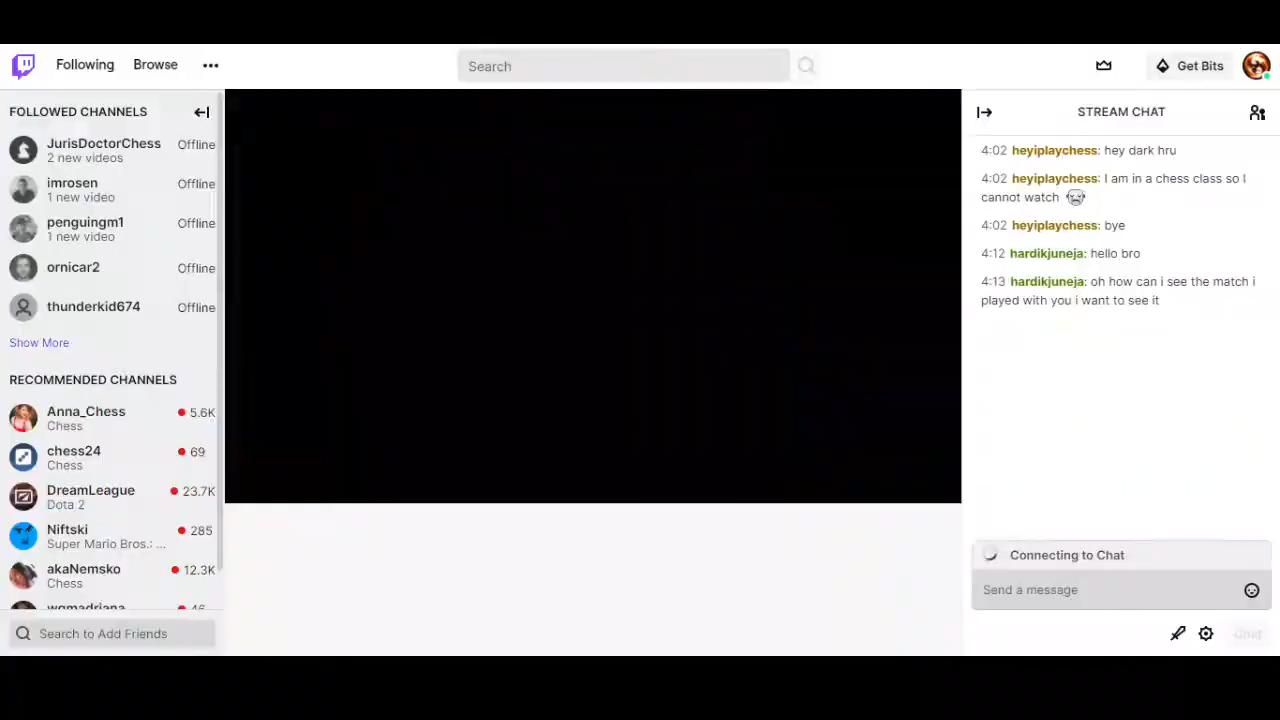 Following Browse
Search
Get Bits
FOLLOWED CHANNELS
JurisDoctorChess Offline
2 new videos
imrosen Offline
1 new video
penguingm1 Offline
1 new video
ornicar2 Offline
thunderkid674 Offline
Show More
RECOMMENDED CHANNELS
Anna_Chess 5.6K
Chess
chess24 69
Chess
DreamLeague 23.7K
Dota 2
Niftski 285
Super Mario Bros.: ...
akaNemsko 12.3K
Chess
wgmadriana 46
Search to Add Friends
STREAM CHAT
4:02 heyiplaychess: hey dark hru
4:02 heyiplaychess: I am in a chess class so I
cannot watch
4:02 heyiplaychess: bye
4:12 hardikjuneja: hello bro
4:13 hardikjuneja: oh how can i see the match i
played with you i want to see it
Connecting to Chat
Send a message
Chat